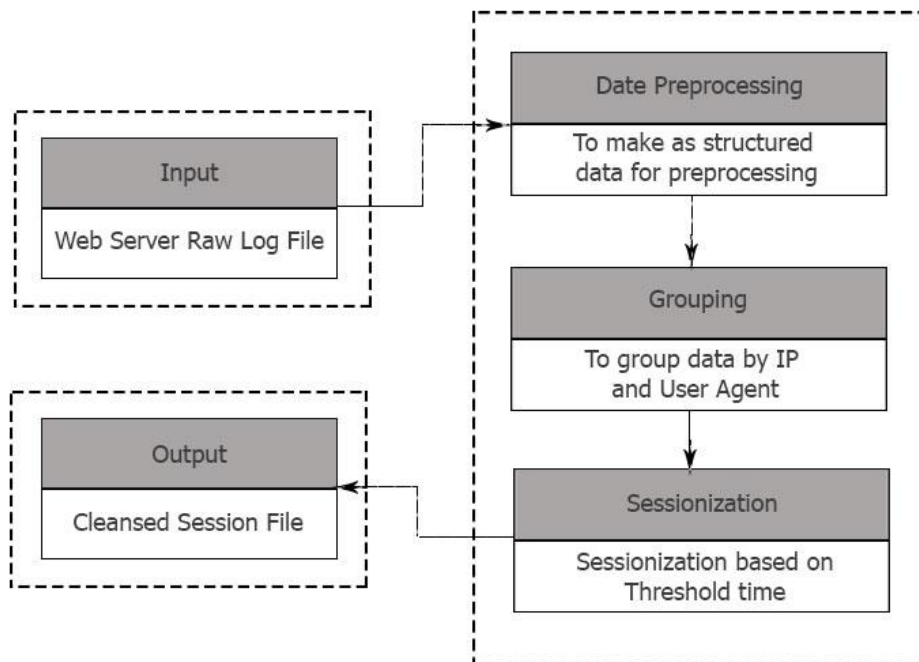 Input
Web Server Raw Log File
Date Preprocessing
To make as structured
data for preprocessing
Grouping
To group data by IP
and User Agent
Sessionization
Sessionization based on
Threshold time
Output
Cleansed Session File